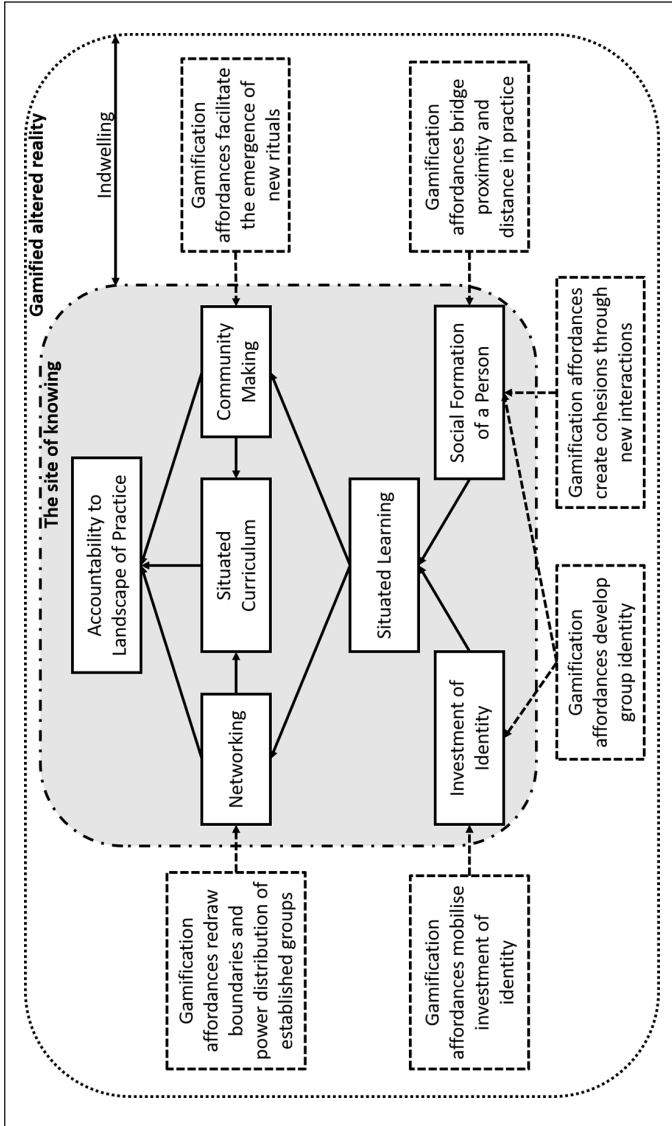 Gamified altered reality
Indwelling
The site of knowing
Accountability to
Landscape of Practice
Gamification
affordances redraw
boundaries and
power distribution of
established groups
Networking
Situated
Curriculum
Community
Making
Gamification
affordances facilitate
the emergence of
new rituals
Situated Learning
Gamification
affordances mobilise
investment of
identity
Investment of
Identity
Social Formation
of a Person
Gamification
affordances bridge
proximity and
distance in practice
Gamification
affordances develop
group identity
Gamification affordances
create cohesions through
new interactions